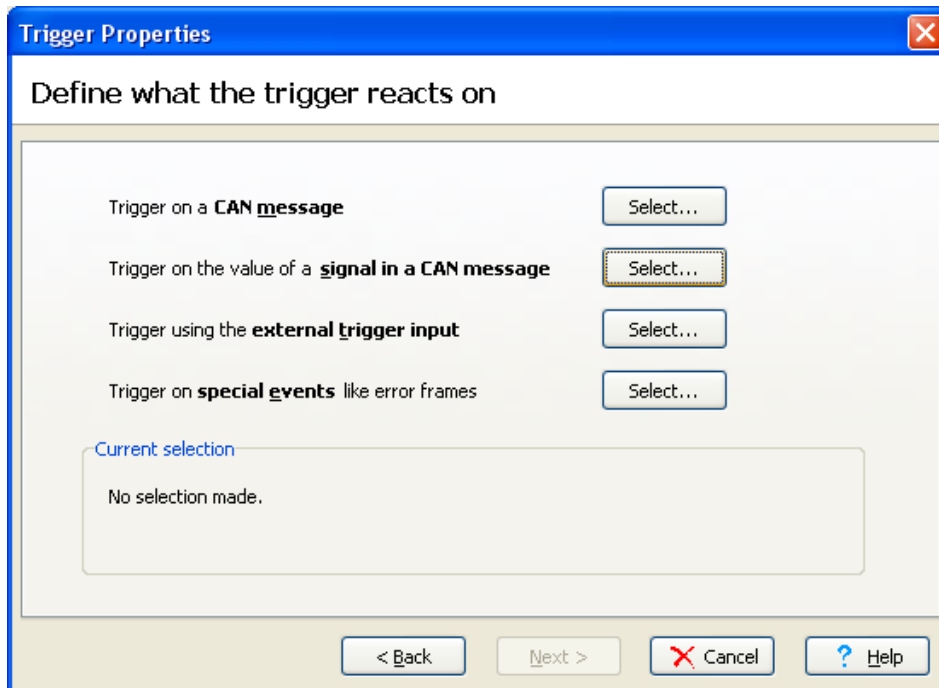 Trigger Properties
Define what the trigger reacts on
Trigger on a CAN message Select...
Trigger on the value of a signal in a CAN message Select...
Trigger using the external trigger input Select...
Trigger on special events like error frames Select...
Current selection
No selection made.
< Back Next > Cancel ? Help